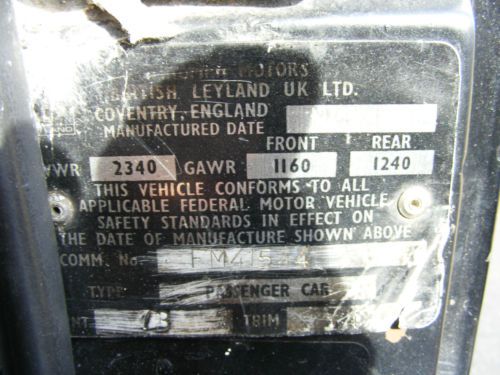 MOTORS
BRITISH LEYLAND UK LTD.
COVENTRY, ENGLAND
MANUFACTURED DATE
FRONT REAR
GVWR 2340 GAWR 1160 1240
THIS VEHICLE CONFORMS TO ALL
APPLICABLE FEDERAL MOTOR VEHICLE
SAFETY STANDARDS IN EFFECT ON
THE DATE OF MANUFACTURE SHOWN ABOVE
COMM. No.
TYPE PASSENGER CAR
TRIM